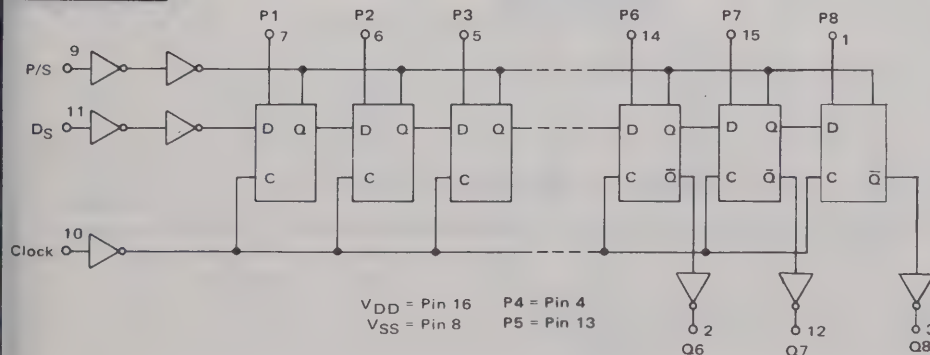 P1 P2 P3 P6 P7 P8
7 6 5 14 15 1
9
P/S
11
DS
D Q D Q D Q D Q D Q D
C C C C Q̅ C Q̅ C Q̅
10
Clock
VDD = Pin 16 P4 = Pin 4
VSS = Pin 8 P5 = Pin 13
2 12 3
Q6 Q7 Q8